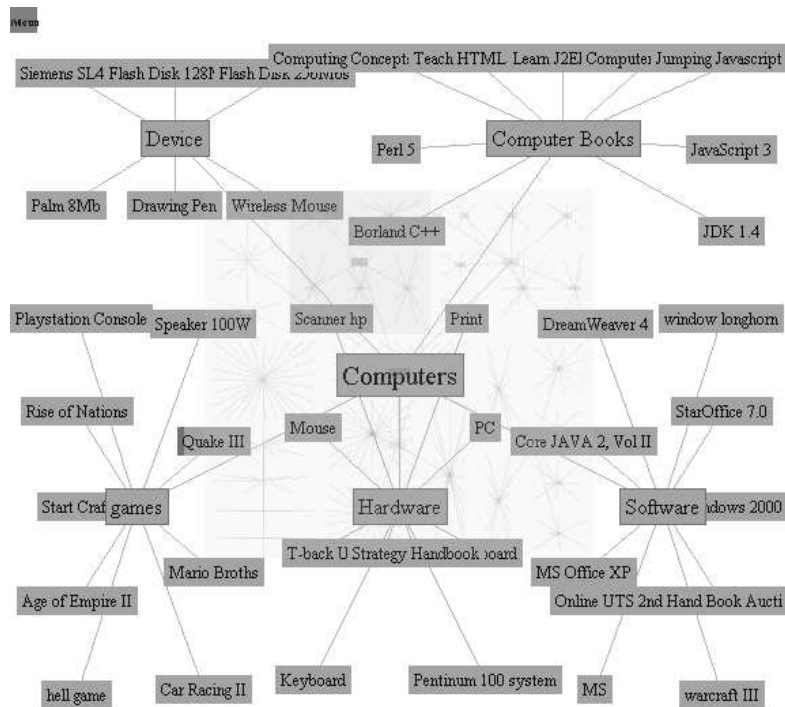 Menu
Computing Concept: Teach HTML Learn J2EI Computer Jumping Javascript
Siemens SL4 Flash Disk 128M Flash Disk 256Mbs
Device
Computer Books
Perl 5
JavaScript 3
Palm 8Mb
Drawing Pen
Wireless Mouse
Borland C++
JDK 1.4
Playstation Console
Speaker 100W
Scanner hp
Print
DreamWeaver 4
window longhorn
Computers
Rise of Nations
StarOffice 7.0
Mouse
PC
Quake III
Core JAVA 2, Vol II
Start Craf
games
Hardware
Software
ndows 2000
T-back U Strategy Handbook board
Mario Broths
MS Office XP
Age of Empire II
Online UTS 2nd Hand Book Aucti
Keyboard
Pentinum 100 system
hell game
Car Racing II
MS
warcraft III